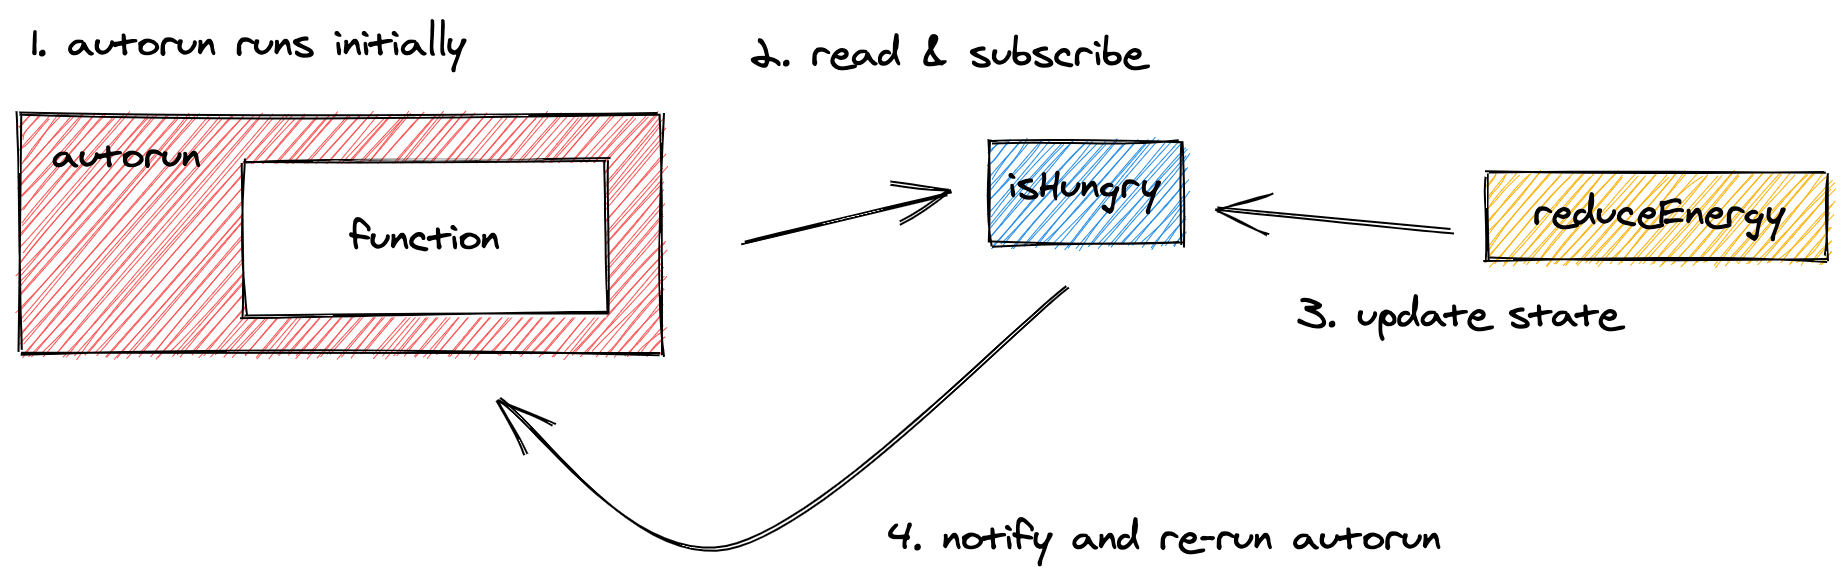 1. autorun runs initially
2. read & subscribe
autorun
function
isHungry
reduceEnergy
3. update state
4. notify and re-run autorun